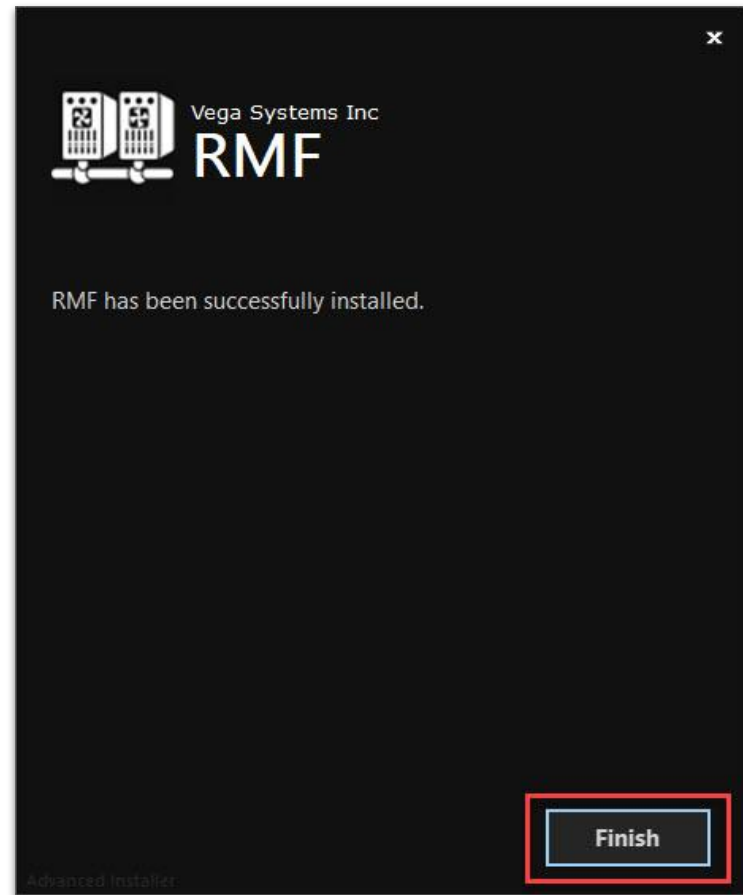 Vega Systems Inc
RMF
RMF has been successfully installed.
Finish
Advanced Installer